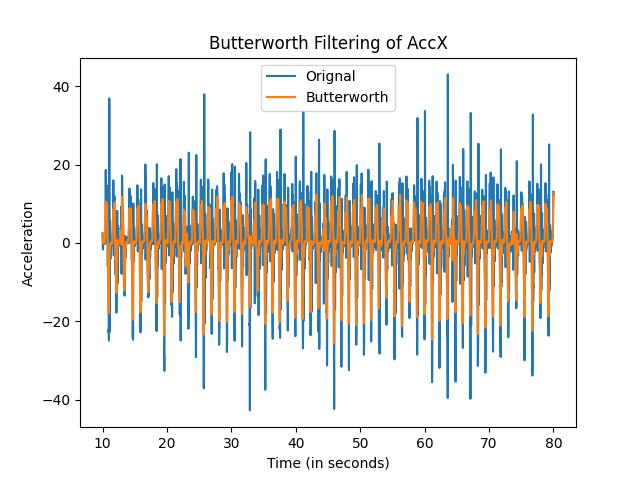 Butterworth Filtering of AccX
Orignal
Butterworth
40
20
0
−20
−40
Acceleration
10 20 30 40 50 60 70 80
Time (in seconds)